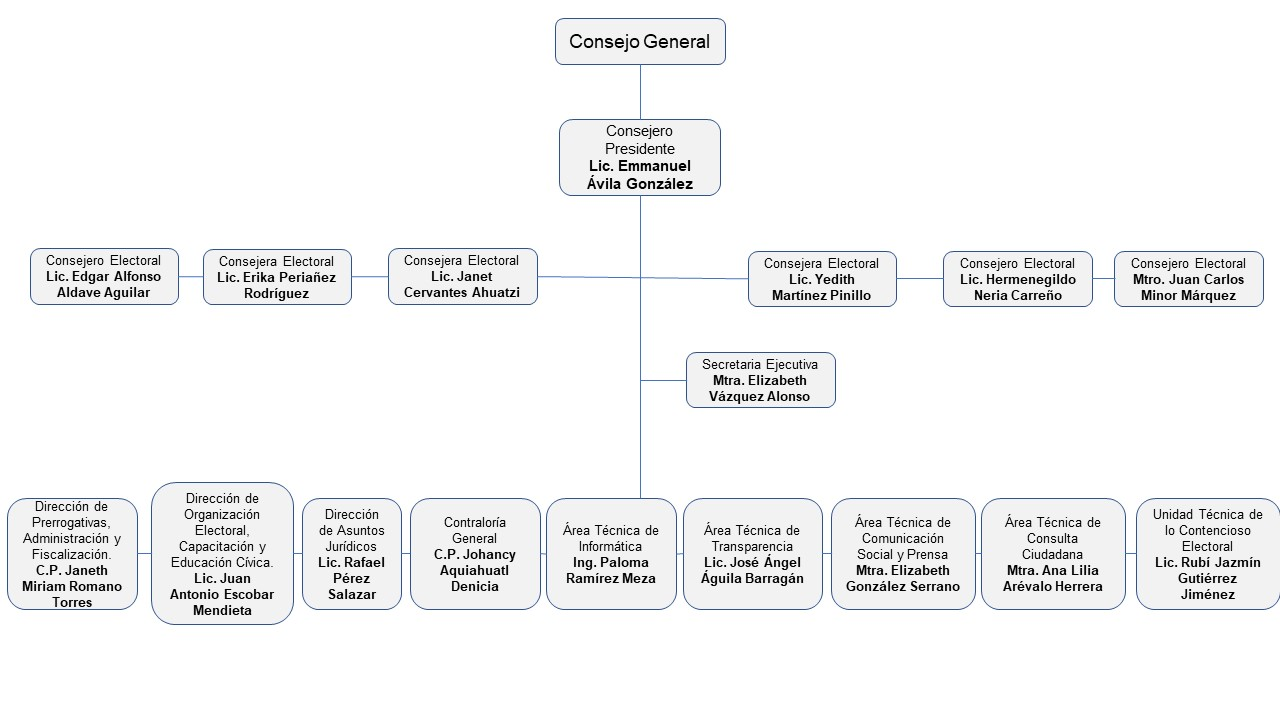 Consejo General
Consejero
Presidente
Lic. Emmanuel
Ávila González
Consejero Electoral
Lic. Edgar Alfonso
Aldave Aguilar
Consejera Electoral
Lic. Erika Periañez
Rodríguez
Consejera Electoral
Lic. Janet
Cervantes Ahuatzi
Consejera Electoral
Lic. Yedith
Martínez Pinillo
Consejero Electoral
Lic. Hermenegildo
Neria Carreño
Consejero Electoral
Mtro. Juan Carlos
Minor Márquez
Secretaria Ejecutiva
Mtra. Elizabeth
Vázquez Alonso
Dirección de
Prerrogativas,
Administración y
Fiscalización.
C.P. Janeth
Miriam Romano
Torres
Dirección de
Organización
Electoral,
Capacitación y
Educación Cívica.
Lic. Juan
Antonio Escobar
Mendieta
Dirección
de Asuntos
Jurídicos
Lic. Rafael
Pérez
Salazar
Contraloría
General
C.P. Johancy
Aquiahuatl
Denicia
Área Técnica de
Informática
Ing. Paloma
Ramírez Meza
Área Técnica de
Transparencia
Lic. José Ángel
Águila Barragán
Área Técnica de
Comunicación
Social y Prensa
Mtra. Elizabeth
González Serrano
Área Técnica de
Consulta
Ciudadana
Mtra. Ana Lilia
Arévalo Herrera
Unidad Técnica de
lo Contencioso
Electoral
Lic. Rubí Jazmín
Gutiérrez
Jiménez